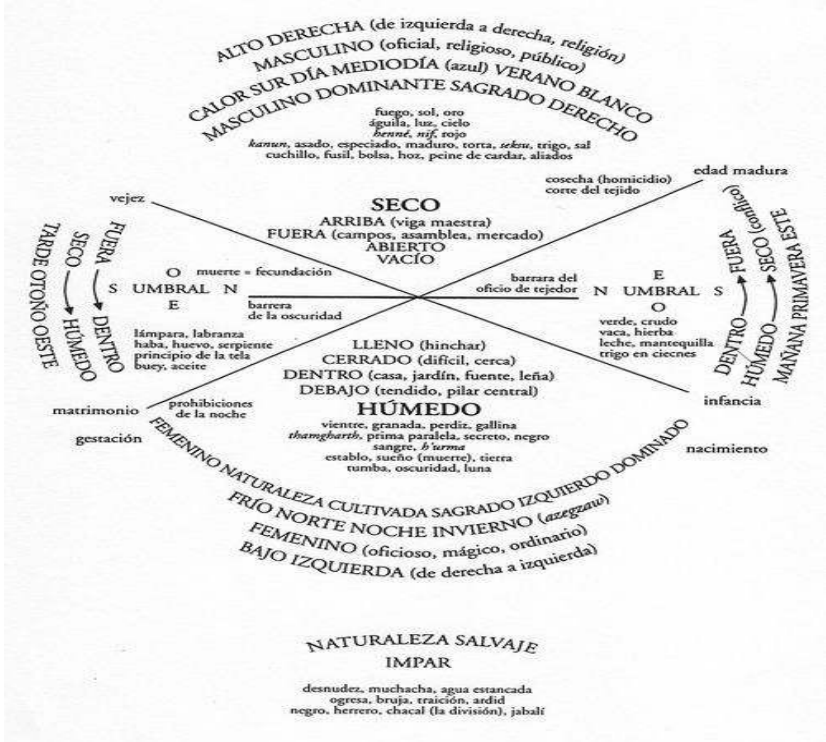 ALTO DERECHA (de izquierda a derecha, religión)
MASCULINO (oficial, religioso, público)
CALOR SUR DÍA MEDIODÍA (azul) VERANO BLANCO
MASCULINO DOMINANTE SAGRADO DERECHO
fuego, sol, oro
águila, luz, cielo
henné, nif, rojo
kanun, asado, especiado, maduro, torta, seksu, trigo, sal
cuchillo, fusil, bolsa, hoz, peine de cardar, aliados
cosecha (homicidio)
corte del tejido
edad madura
vejez
SECO
ARRIBA (viga maestra)
FUERA (campos, asamblea, mercado)
ABIERTO
VACÍO
TARDE OTOÑO OESTE
SECO
HÚMEDO
FUERA
DENTRO
O
S UMBRAL N
E
muerte = fecundación
barrera
de la oscuridad
lámpara, labranza
haba, huevo, serpiente
principio de la tela
buey, aceite
barrara del
oficio de tejedor
E
N UMBRAL S
O
verde, crudo
vaca, hierba
leche, mantequilla
trigo en ciecnes
DENTRO
FUERA
HÚMEDO
SECO (conflico)
MAÑANA PRIMAVERA ESTE
LLENO (hinchar)
CERRADO (difícil, cerca)
DENTRO (casa, jardín, fuente, leña)
DEBAJO (tendido, pilar central)
HÚMEDO
vientre, granada, perdiz, gallina
thamgharth, prima paralela, secreto, negro
sangre, h'urma
establo, sueño (muerte), tierra
tumba, oscuridad, luna
matrimonio
prohibiciones
de la noche
gestación
infancia
nacimiento
FEMENINO NATURALEZA CULTIVADA SAGRADO IZQUIERDO DOMINADO
FRÍO NORTE NOCHE INVIERNO (azegzaw)
FEMENINO (oficioso, mágico, ordinario)
BAJO IZQUIERDA (de derecha a izquierda)
NATURALEZA SALVAJE
IMPAR
desnudez, muchacha, agua estancada
ogresa, bruja, traición, ardid
negro, herrero, chacal (la división), jabalí